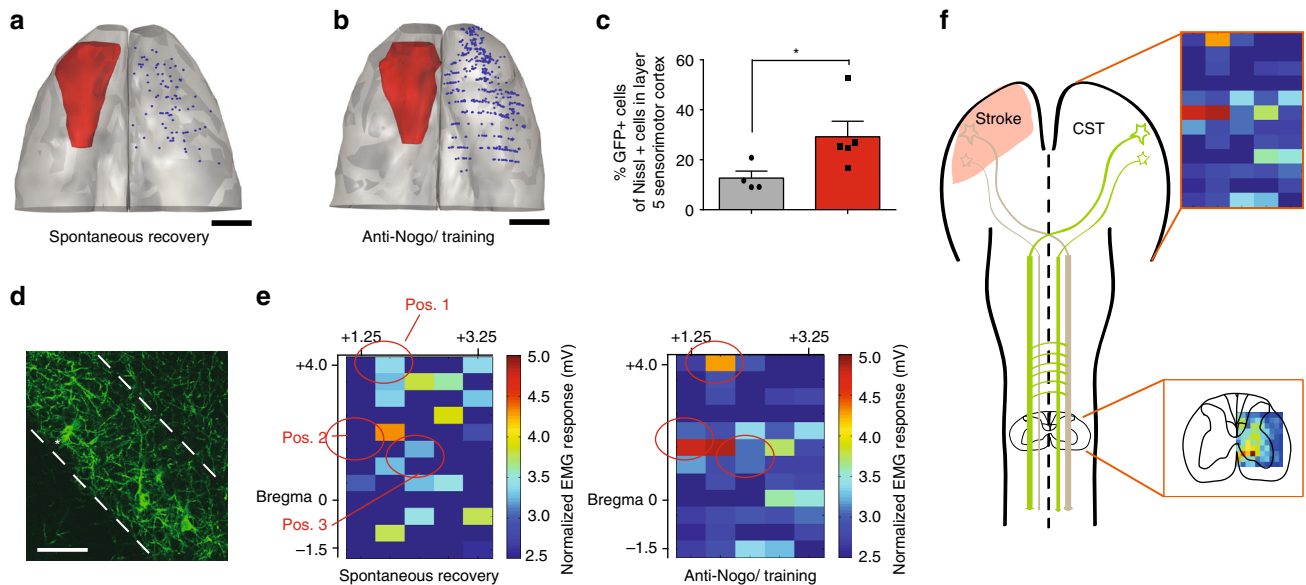 a
b
c
f
Spontaneous recovery
Anti-Nogo/ training
% GFP+ cells
of Nissl + cells in layer
5 sensorimotor cortex
60
40
20
0
*
Stroke
CST
d
*
e
Pos. 1
Pos. 2
Pos. 3
+1.25
+3.25
+4.0
Bregma 0
−1.5
Spontaneous recovery
5.0
4.5
4.0
3.5
3.0
2.5
Normalized EMG response (mV)
+1.25
+3.25
+4.0
Bregma 0
−1.5
Anti-Nogo/ training
5.0
4.5
4.0
3.5
3.0
2.5
Normalized EMG response (mV)